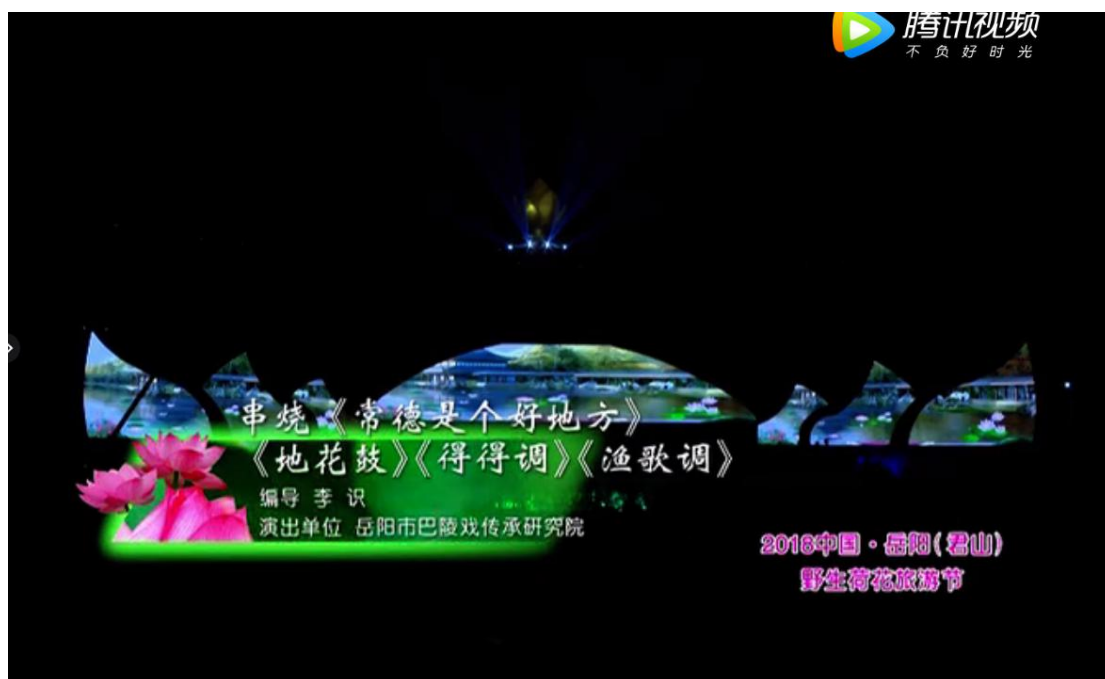 腾讯视频
不负好时光
串烧《常德是个好地方》
《地花鼓》《得得调》《渔歌调》
编导 李 识
演出单位 岳阳市巴陵戏传承研究院
2018中国·岳阳(君山)
野生荷花旅游节